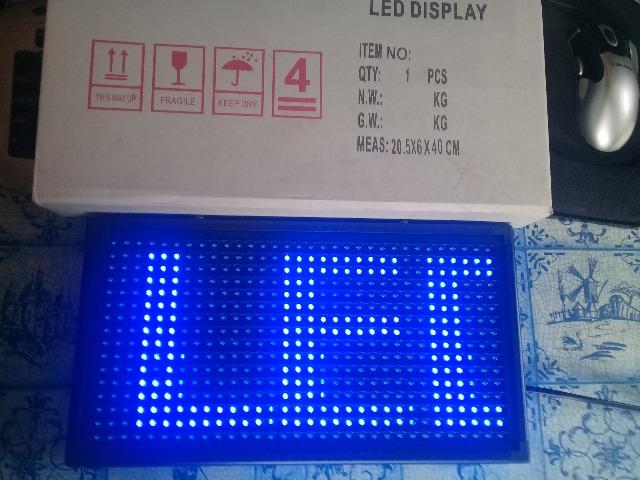 LED DISPLAY
THIS WAY UP
FRAGILE
KEEP DRY
4
ITEM NO:
QTY: 1 PCS
N.W.: KG
G.W.: KG
MEAS: 20.5X6X40 CM
LE